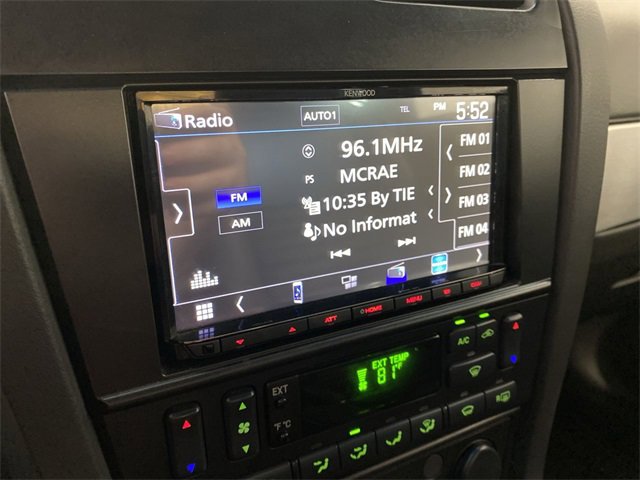 KENWOOD
Radio AUTO1 TEL PM 5:52
96.1MHz FM 01
PS MCRAE FM 02
FM 10:35 By TIE FM 03
AM No Informat FM 04
ATT HOME MENU
EXT TEMP
EXT 81°F
°F°C
A/C